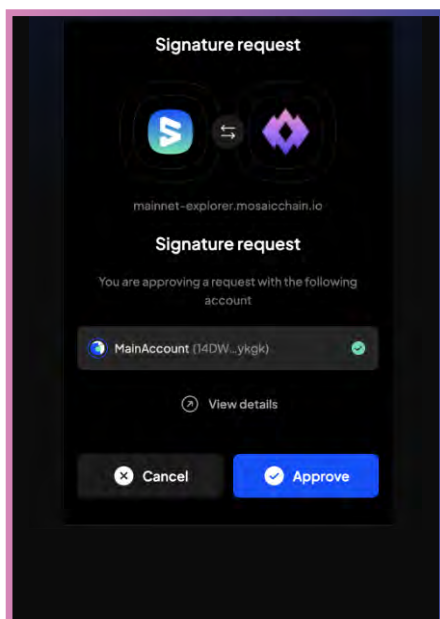 Signature request
mainnet-explorer.mosaicchain.io
Signature request
You are approving a request with the following
account
MainAccount (14DW...ykgk)
View details
Cancel
Approve